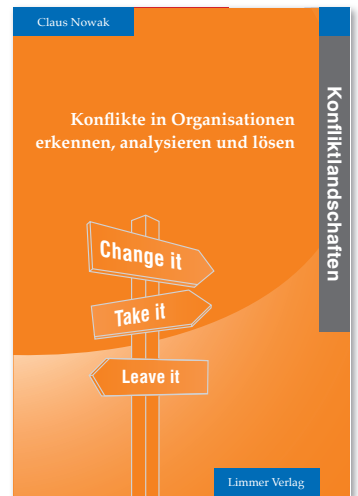 Claus Nowak
Konfliktlandschaften
Konflikte in Organisationen
erkennen, analysieren und lösen
Change it
Take it
Leave it
Limmer Verlag